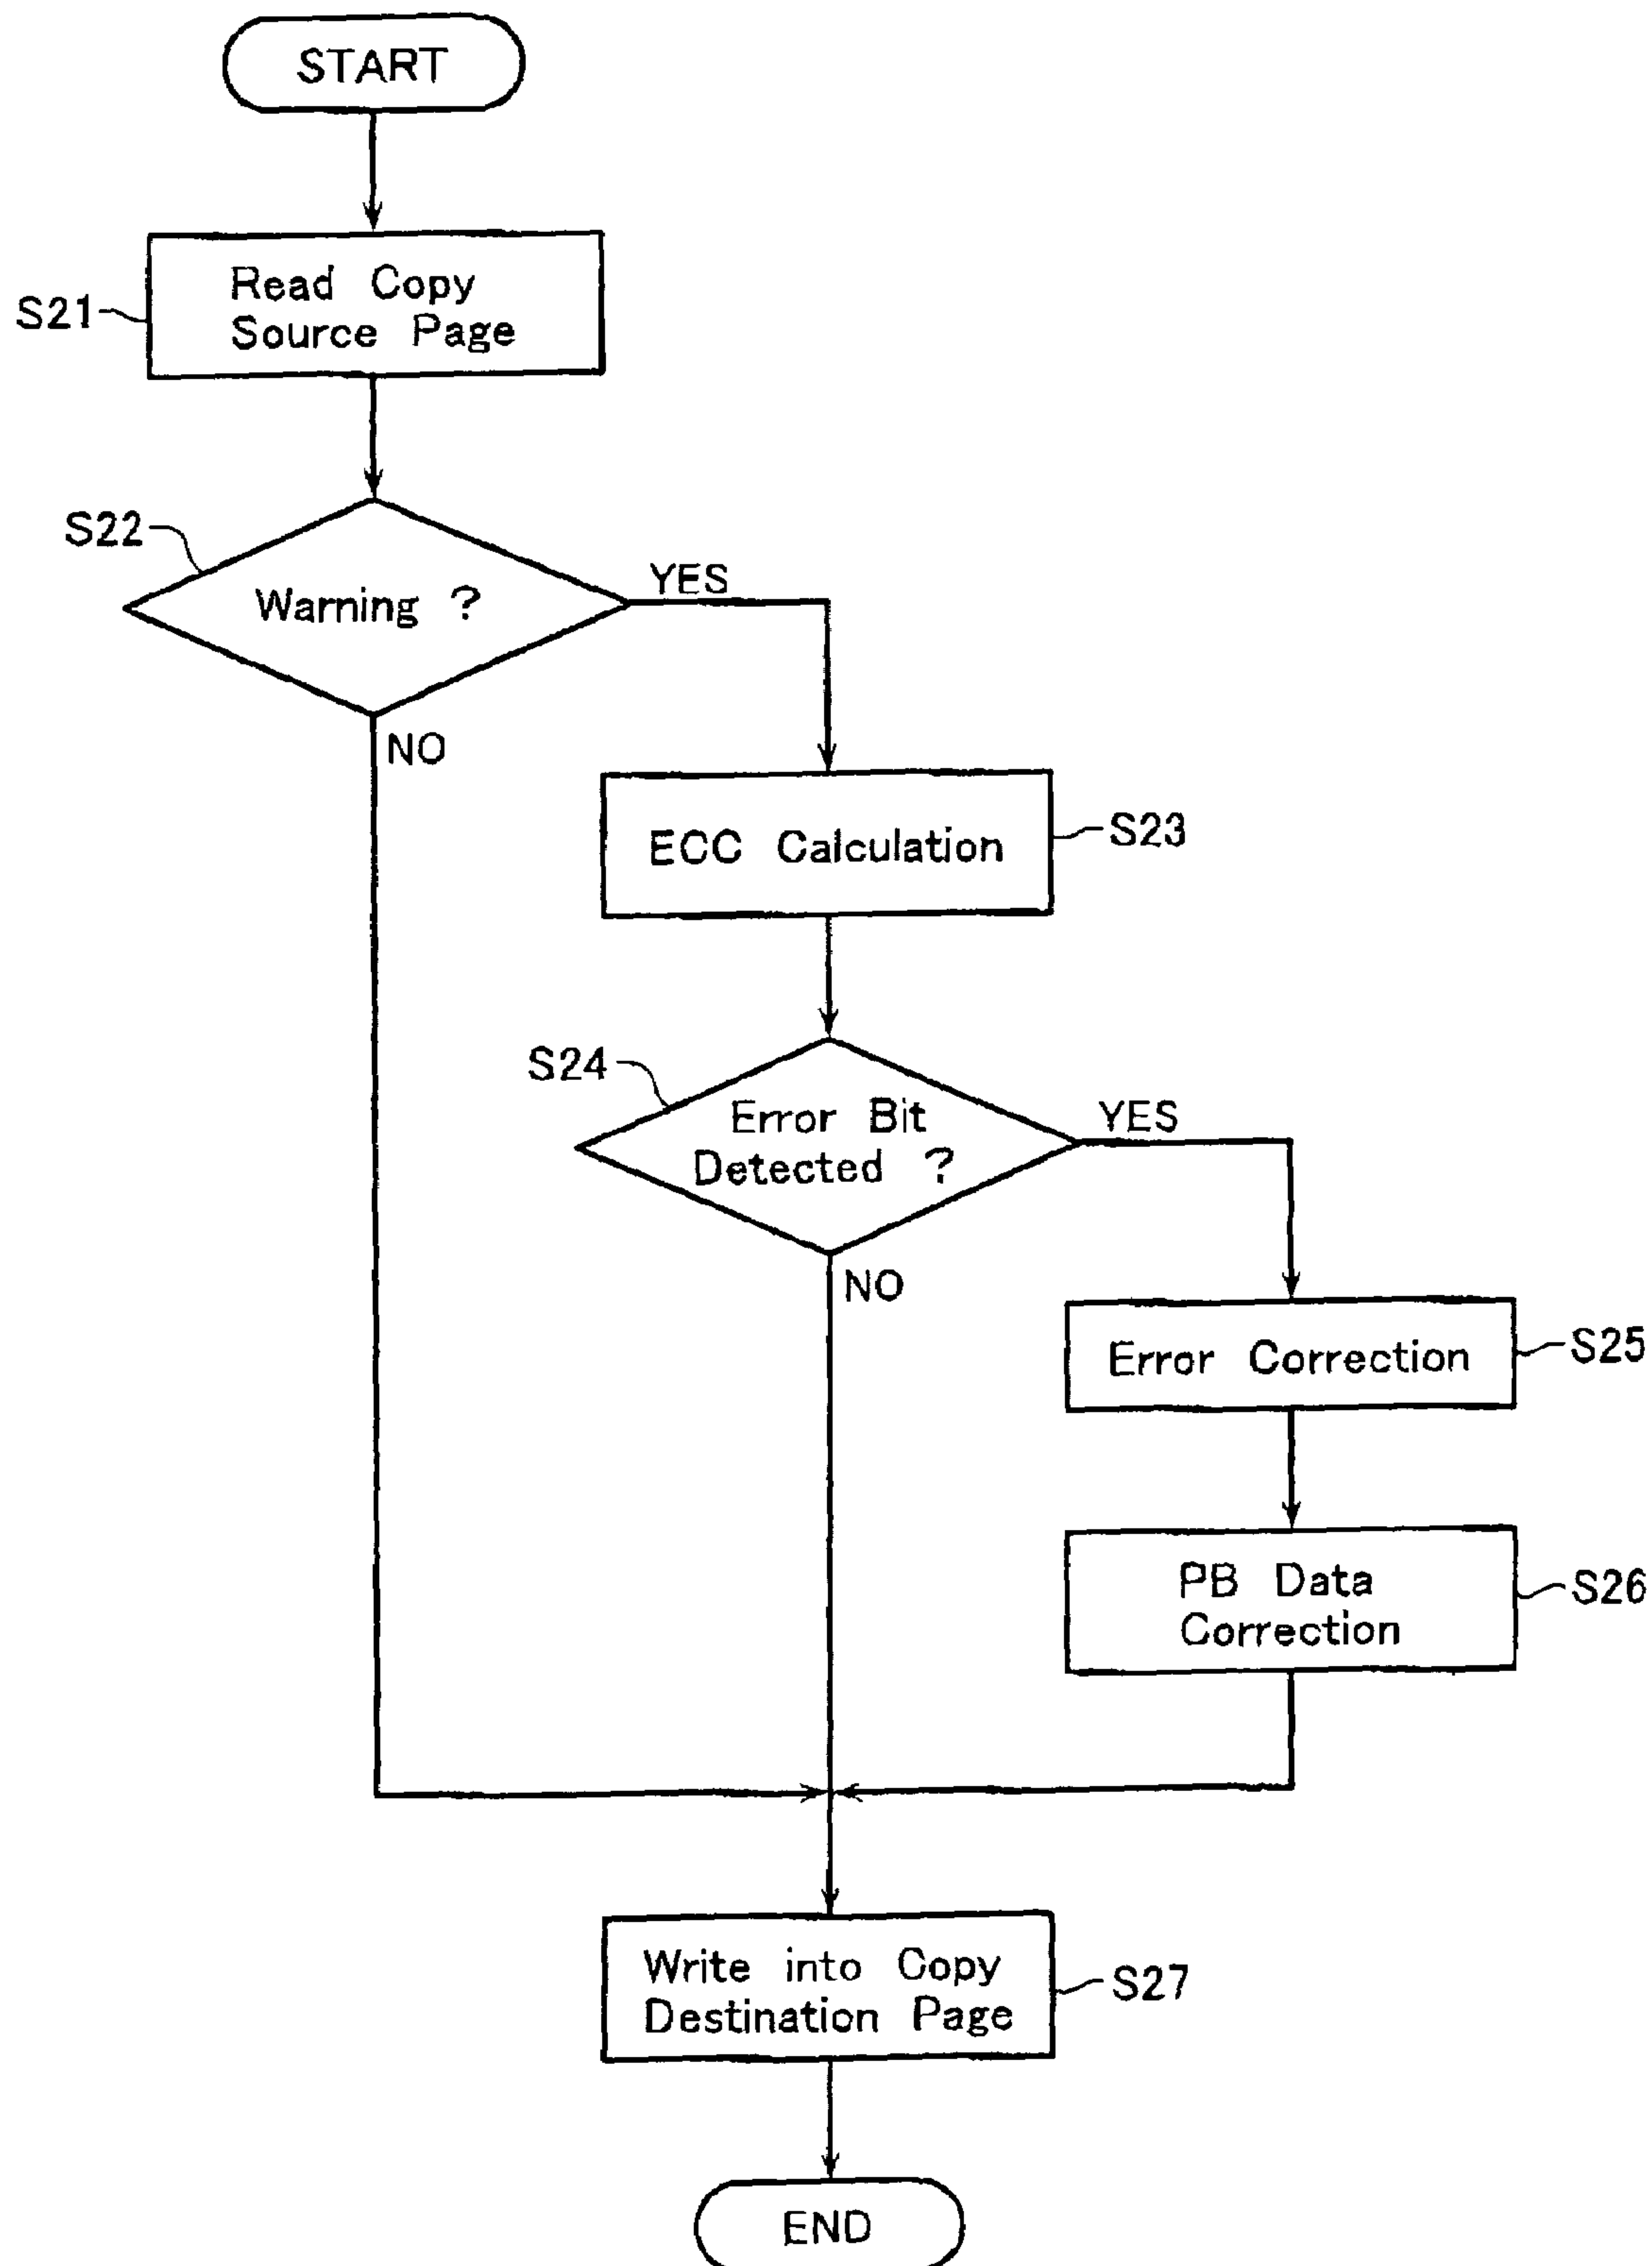 START
S21
Read Copy
Source Page
S22
Warning ?
YES
NO
ECC Calculation
S23
S24
Error Bit
Detected ?
YES
NO
Error Correction
S25
PB Data
Correction
S26
Write into Copy
Destination Page
S27
END